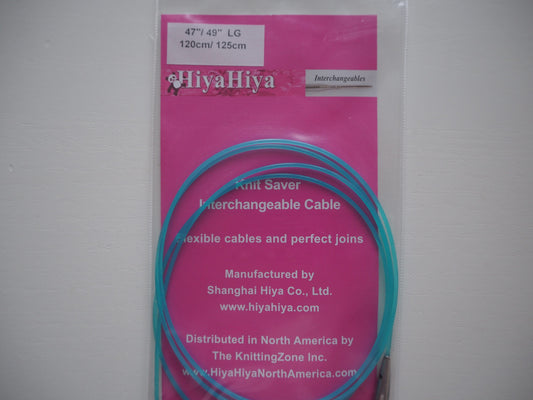 47"/ 49" LG
120cm/ 125cm
HiyaHiya
Interchangeables
Knit Saver
Interchangeable Cable
Flexible cables and perfect joins
Manufactured by
Shanghai Hiya Co., Ltd.
www.hiyahiya.com
Distributed in North America by
The KnittingZone Inc.
www.HiyaHiyaNorthAmerica.com